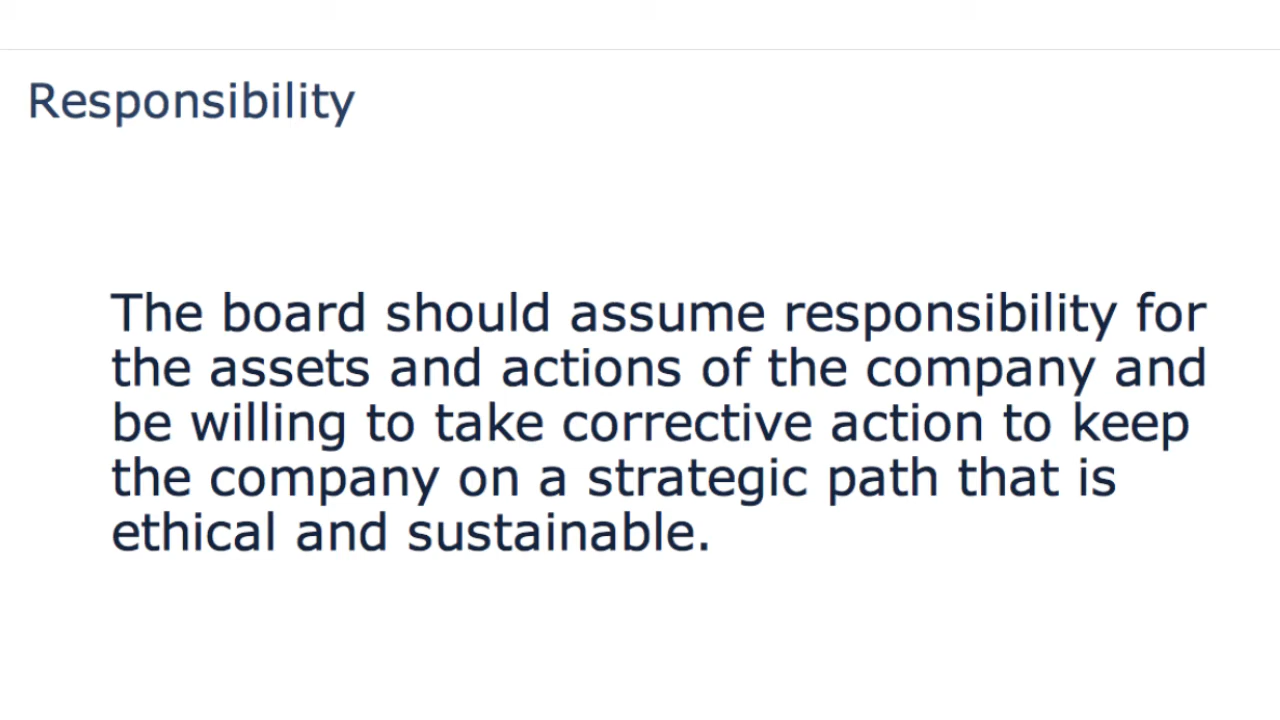 Responsibility
The board should assume responsibility for
the assets and actions of the company and
be willing to take corrective action to keep
the company on a strategic path that is
ethical and sustainable.